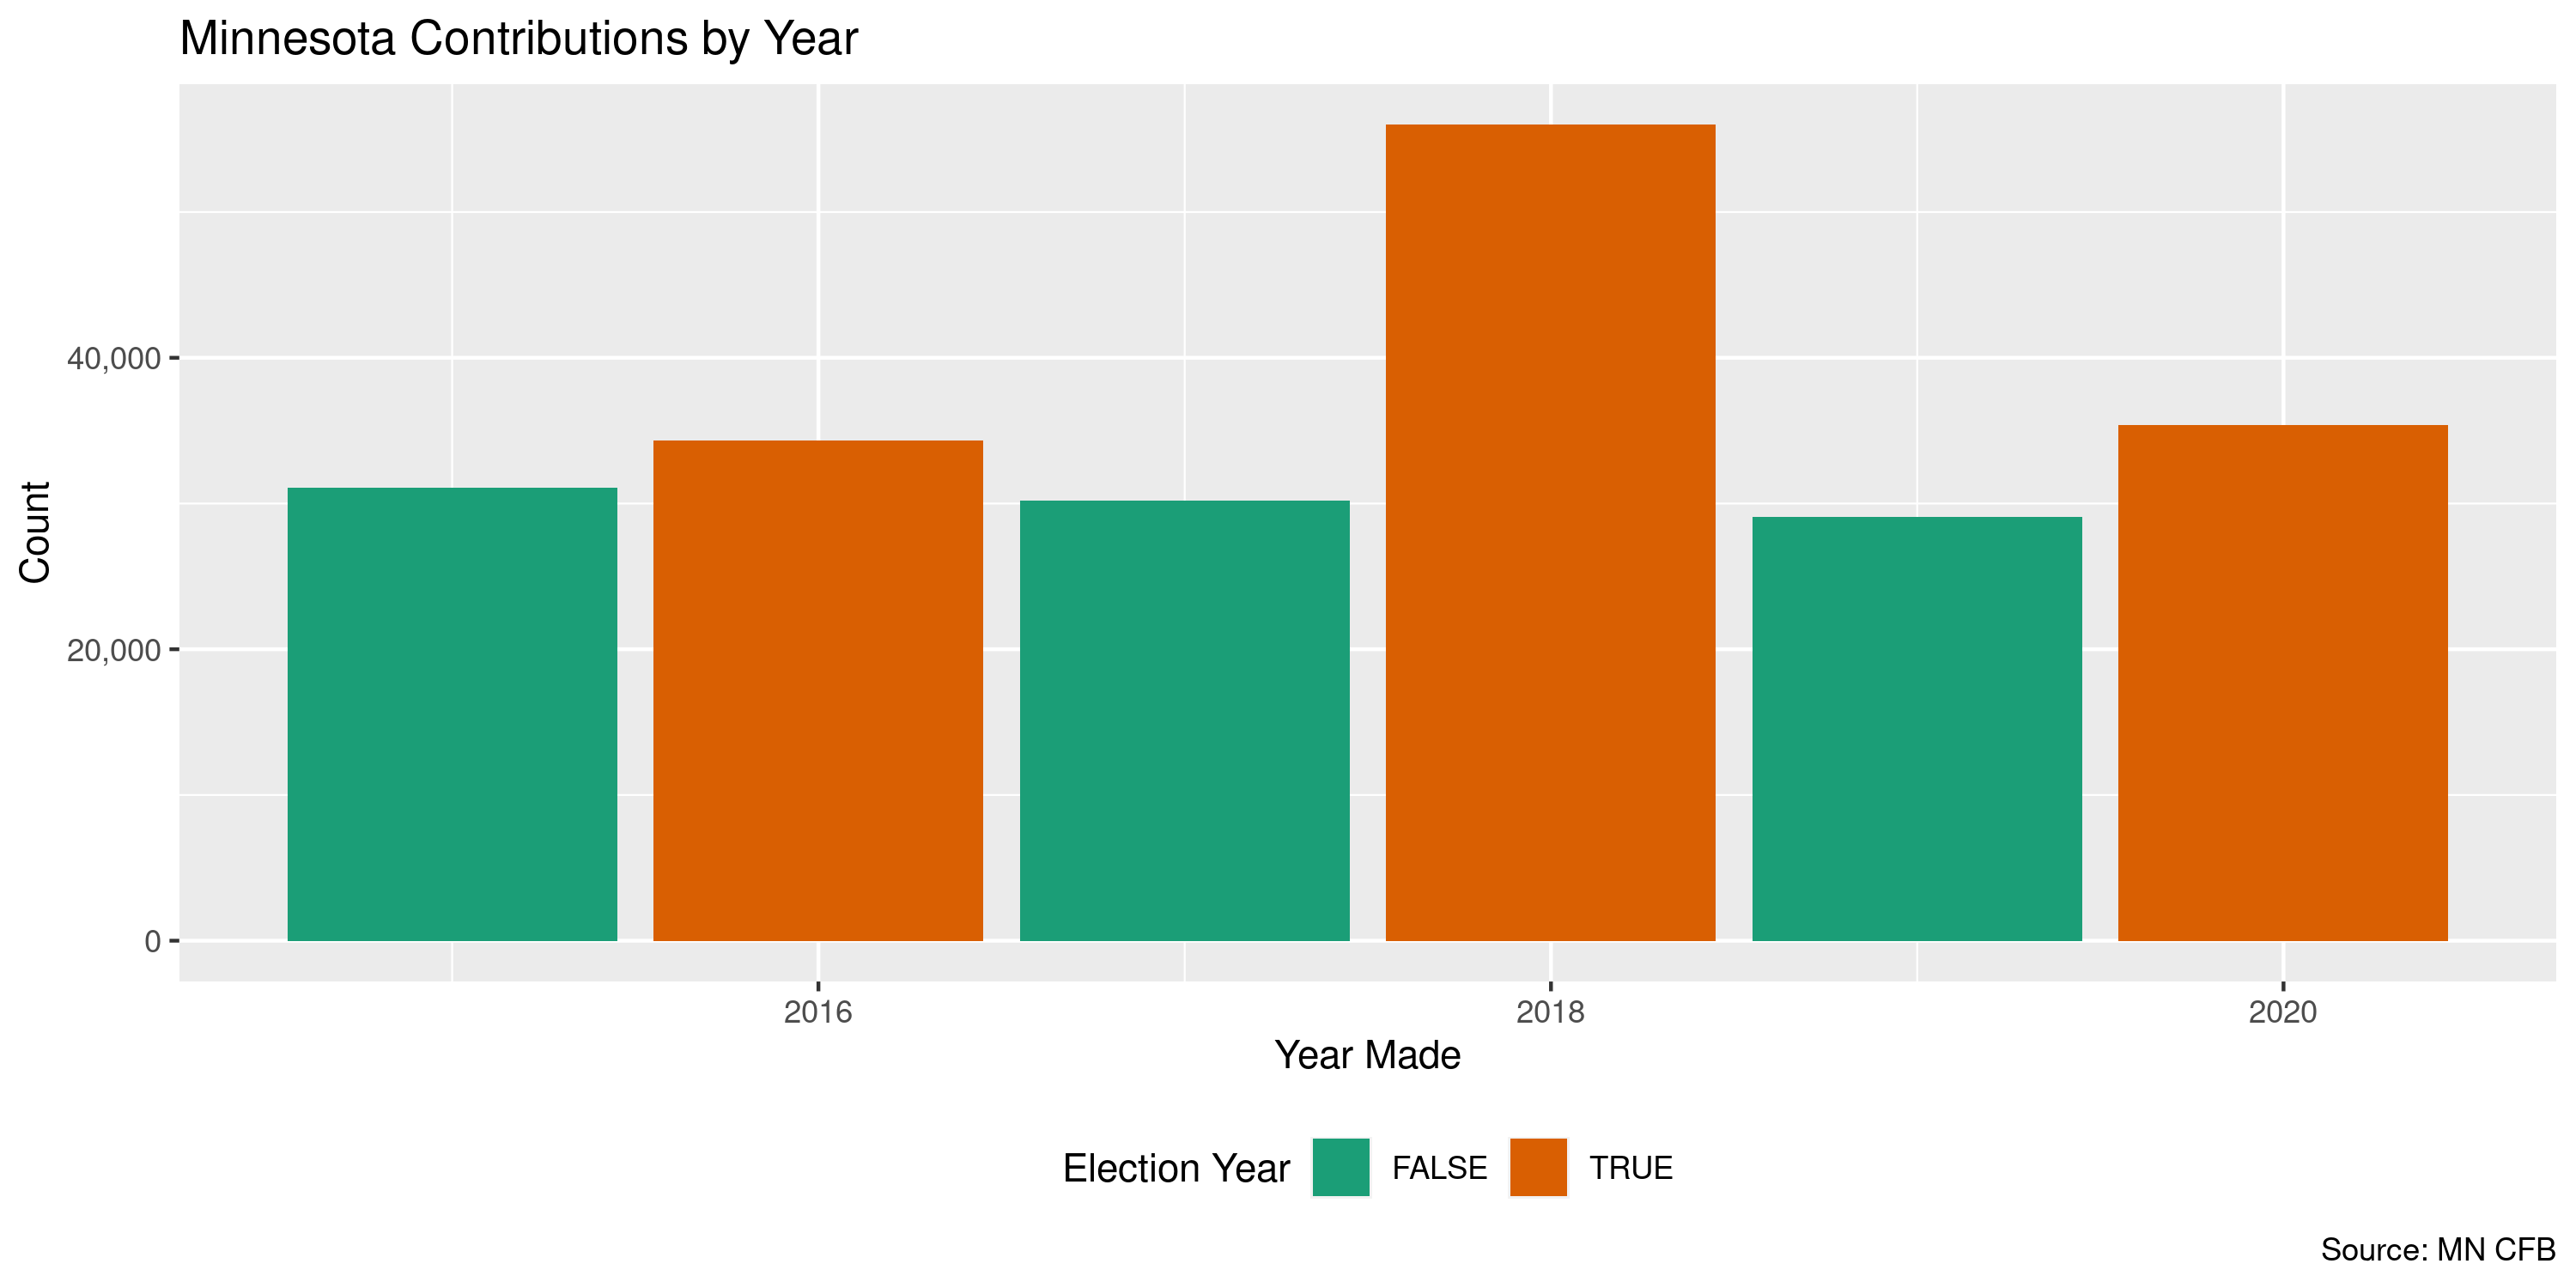 Minnesota Contributions by Year
Count
40,000
20,000
0
2016 2018 2020
Year Made
Election Year FALSE TRUE
Source: MN CFB